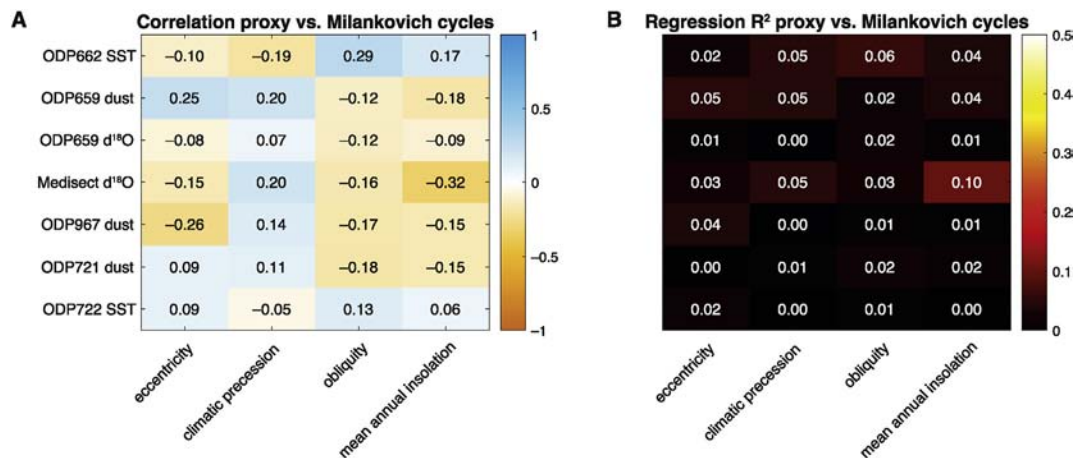 A
Correlation proxy vs. Milankovich cycles
ODP662 SST −0.10 −0.19 0.29 0.17
ODP659 dust 0.25 0.20 −0.12 −0.18
ODP659 d¹⁸O −0.08 0.07 −0.12 −0.09
Medisect d¹⁸O −0.15 0.20 −0.16 −0.32
ODP967 dust −0.26 0.14 −0.17 −0.15
ODP721 dust 0.09 0.11 −0.18 −0.15
ODP722 SST 0.09 −0.05 0.13 0.06
eccentricity
climatic precession
obliquity
mean annual insolation
1
0.5
0
−0.5
−1
B
Regression R² proxy vs. Milankovich cycles
0.02 0.05 0.06 0.04
0.05 0.05 0.02 0.04
0.01 0.00 0.02 0.01
0.03 0.05 0.03 0.10
0.04 0.00 0.01 0.01
0.00 0.01 0.02 0.02
0.02 0.00 0.01 0.00
eccentricity
climatic precession
obliquity
mean annual insolation
0.38
0